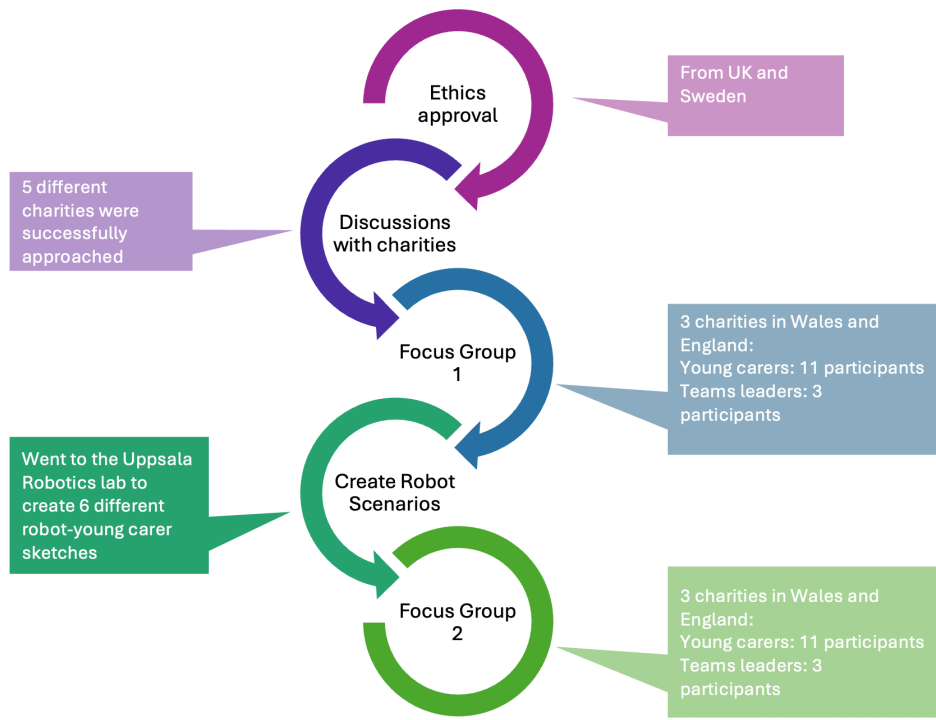 Ethics
approval
From UK and
Sweden
5 different
charities were
successfully
approached
Discussions
with charities
Focus Group
1
3 charities in Wales and
England:
Young carers: 11 participants
Teams leaders: 3
participants
Went to the Uppsala
Robotics lab to
create 6 different
robot-young carer
sketches
Create Robot
Scenarios
Focus Group
2
3 charities in Wales and
England:
Young carers: 11 participants
Teams leaders: 3
participants